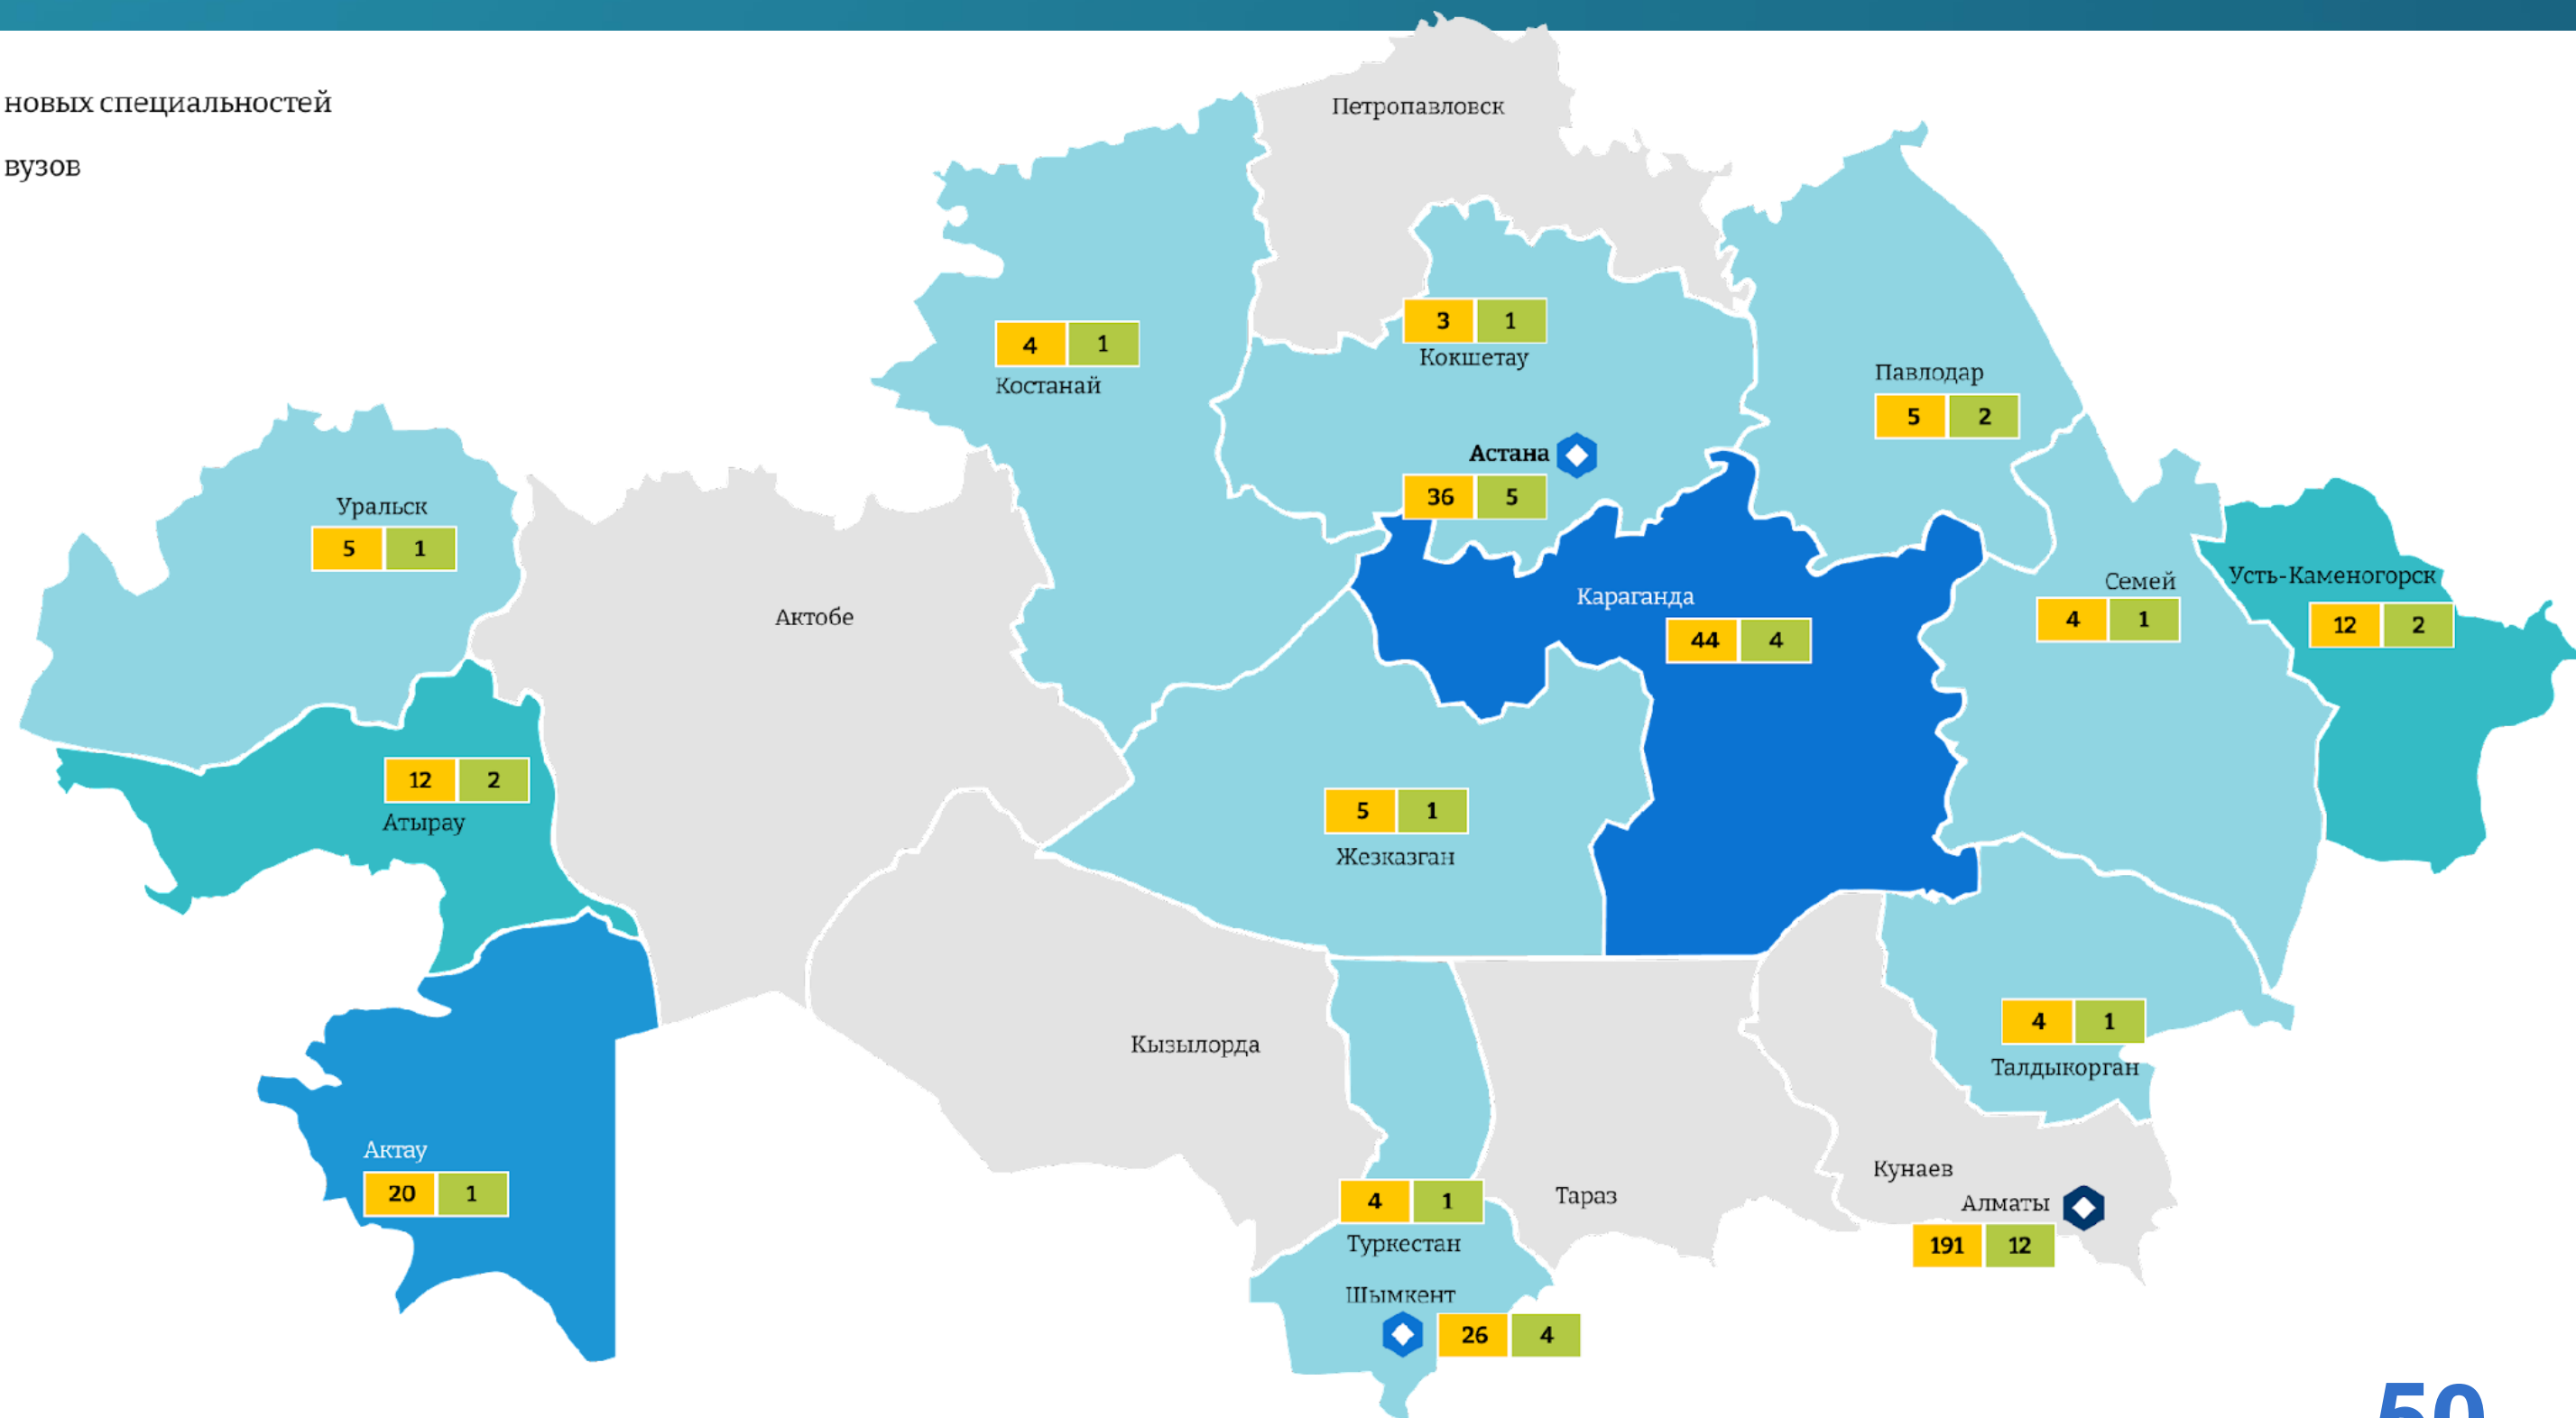 новых специальностей
вузов
Петропавловск
3 1
Кокшетау
4 1
Костанай
Павлодар
5 2
Астана
36 5
Уральск
5 1
Актобе
Караганда
44 4
Семей
4 1
Усть-Каменогорск
12 2
12 2
Атырау
5 1
Жезказган
Кызылорда
4 1
Талдыкорган
Актау
20 1
4 1
Туркестан
Тараз
Кунаев
Алматы
191 12
Шымкент
26 4
50